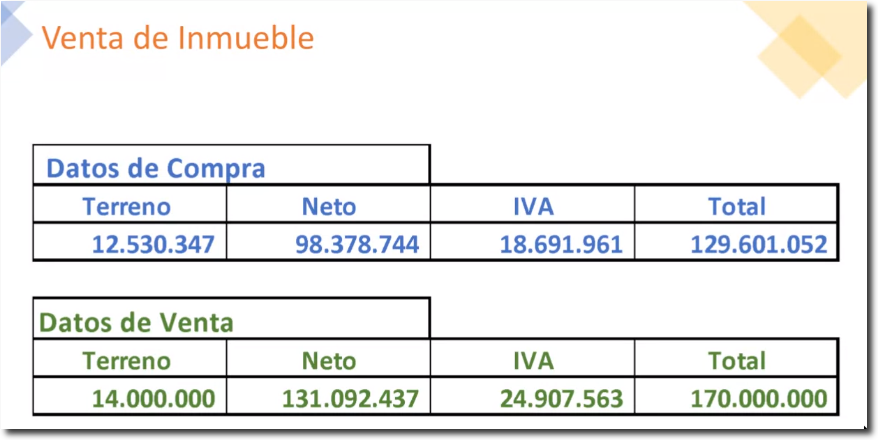 Venta de Inmueble
Datos de Compra
Terreno Neto IVA Total
12.530.347 98.378.744 18.691.961 129.601.052
Datos de Venta
Terreno Neto IVA Total
14.000.000 131.092.437 24.907.563 170.000.000